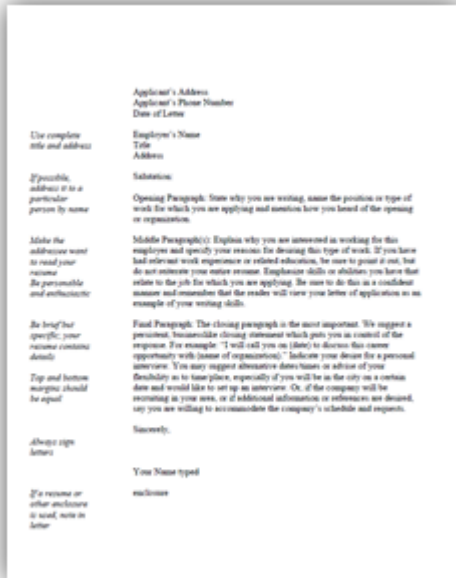 Applicant's Address
Applicant's Phone Number
Date of Letter
Use complete
title and address
Employer's Name
Title
Address
If possible,
address it to a
particular
person by name
Salutation:
Opening Paragraph: State why you are writing, name the position or type of
work for which you are applying and mention how you heard of the opening
or organization.
Make the
addressee want
to read your
resume
Be personable
and enthusiastic
Middle Paragraph(s): Explain why you are interested in working for this
employer and specify your reasons for desiring this type of work. If you have
had relevant work experience or related education, be sure to point it out, but
do not reiterate your entire resume. Emphasize skills or abilities you have that
relate to the job for which you are applying. Be sure to do this in a confident
manner and remember that the reader will view your letter of application as an
example of your writing skills.
Be brief but
specific; your
resume contains
details
Top and bottom
margins should
be equal
Final Paragraph: The closing paragraph is the most important. We suggest a
persistent, businesslike closing statement which puts you in control of the
response. For example: "I will call you on (date) to discuss this career
opportunity with (name of organization)." Indicate your desire for a personal
interview. You may suggest alternative dates/times or advise of your
flexibility as to time/place, especially if you will be in the city on a certain
date and would like to set up an interview. Or, if the company will be
recruiting in your area, or if additional information or references are desired,
say you are willing to accommodate the company's schedule and requests.
Sincerely,
Always sign
letters
Your Name typed
If a resume or
other enclosure
is used, note in
letter
enclosure